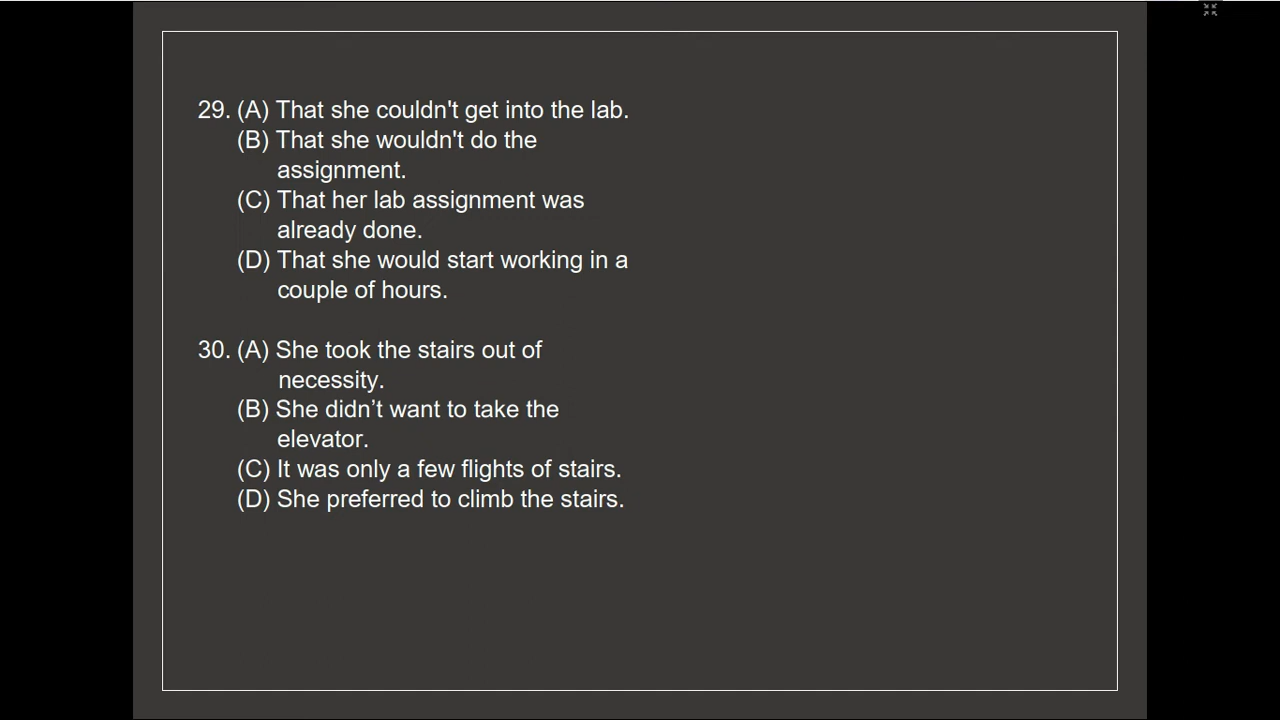 29. (A) That she couldn't get into the lab.
(B) That she wouldn't do the
assignment.
(C) That her lab assignment was
already done.
(D) That she would start working in a
couple of hours.
30. (A) She took the stairs out of
necessity.
(B) She didn’t want to take the
elevator.
(C) It was only a few flights of stairs.
(D) She preferred to climb the stairs.